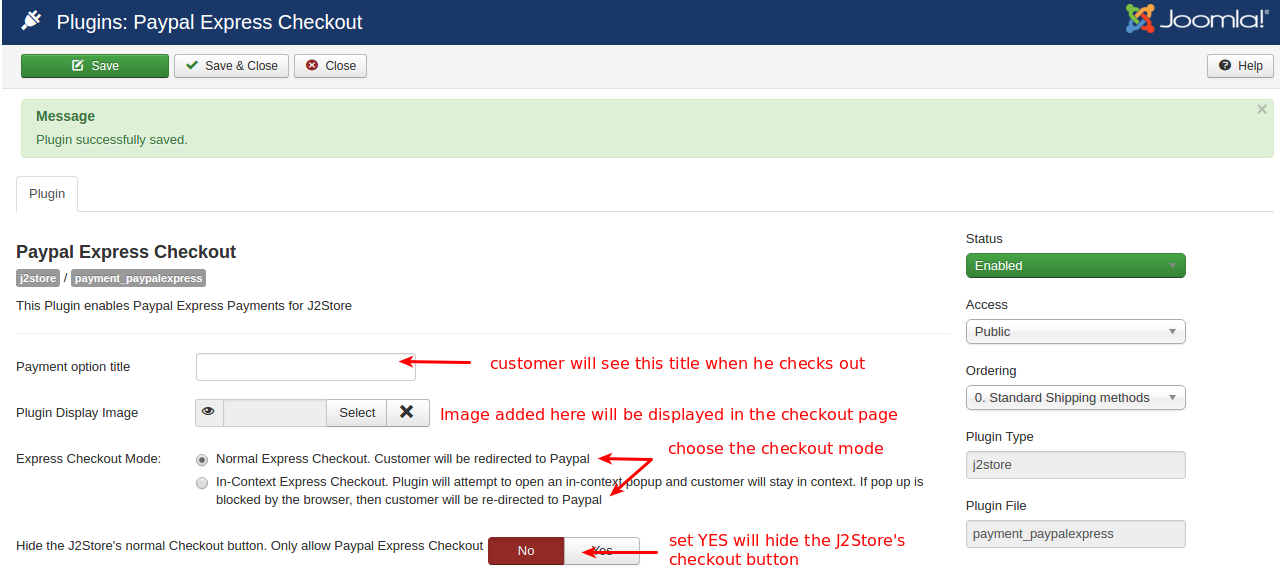 Plugins: Paypal Express Checkout
Joomla!®
Save
Save & Close
Close
Help
Message
×
Plugin successfully saved.
Plugin
Paypal Express Checkout
j2store / payment_paypalexpress
This Plugin enables Paypal Express Payments for J2Store
Payment option title
customer will see this title when he checks out
Plugin Display Image
Select
Image added here will be displayed in the checkout page
choose the checkout mode
Express Checkout Mode:
Normal Express Checkout. Customer will be redirected to Paypal
In-Context Express Checkout. Plugin will attempt to open an in-context popup and customer will stay in context. If pop up is
blocked by the browser, then customer will be re-directed to Paypal
Hide the J2Store's normal Checkout button. Only allow Paypal Express Checkout
No
Yes
set YES will hide the J2Store's
checkout button
Status
Enabled
Access
Public
Ordering
0. Standard Shipping methods
Plugin Type
j2store
Plugin File
payment_paypalexpress